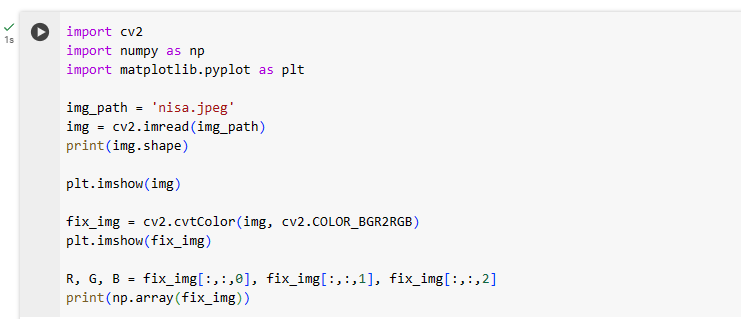 import cv2
1s
import numpy as np
import matplotlib.pyplot as plt
img_path = 'nisa.jpeg'
img = cv2.imread(img_path)
print(img.shape)
plt.imshow(img)
fix_img = cv2.cvtColor(img, cv2.COLOR_BGR2RGB)
plt.imshow(fix_img)
R, G, B = fix_img[:,:,0], fix_img[:,:,1], fix_img[:,:,2]
print(np.array(fix_img))